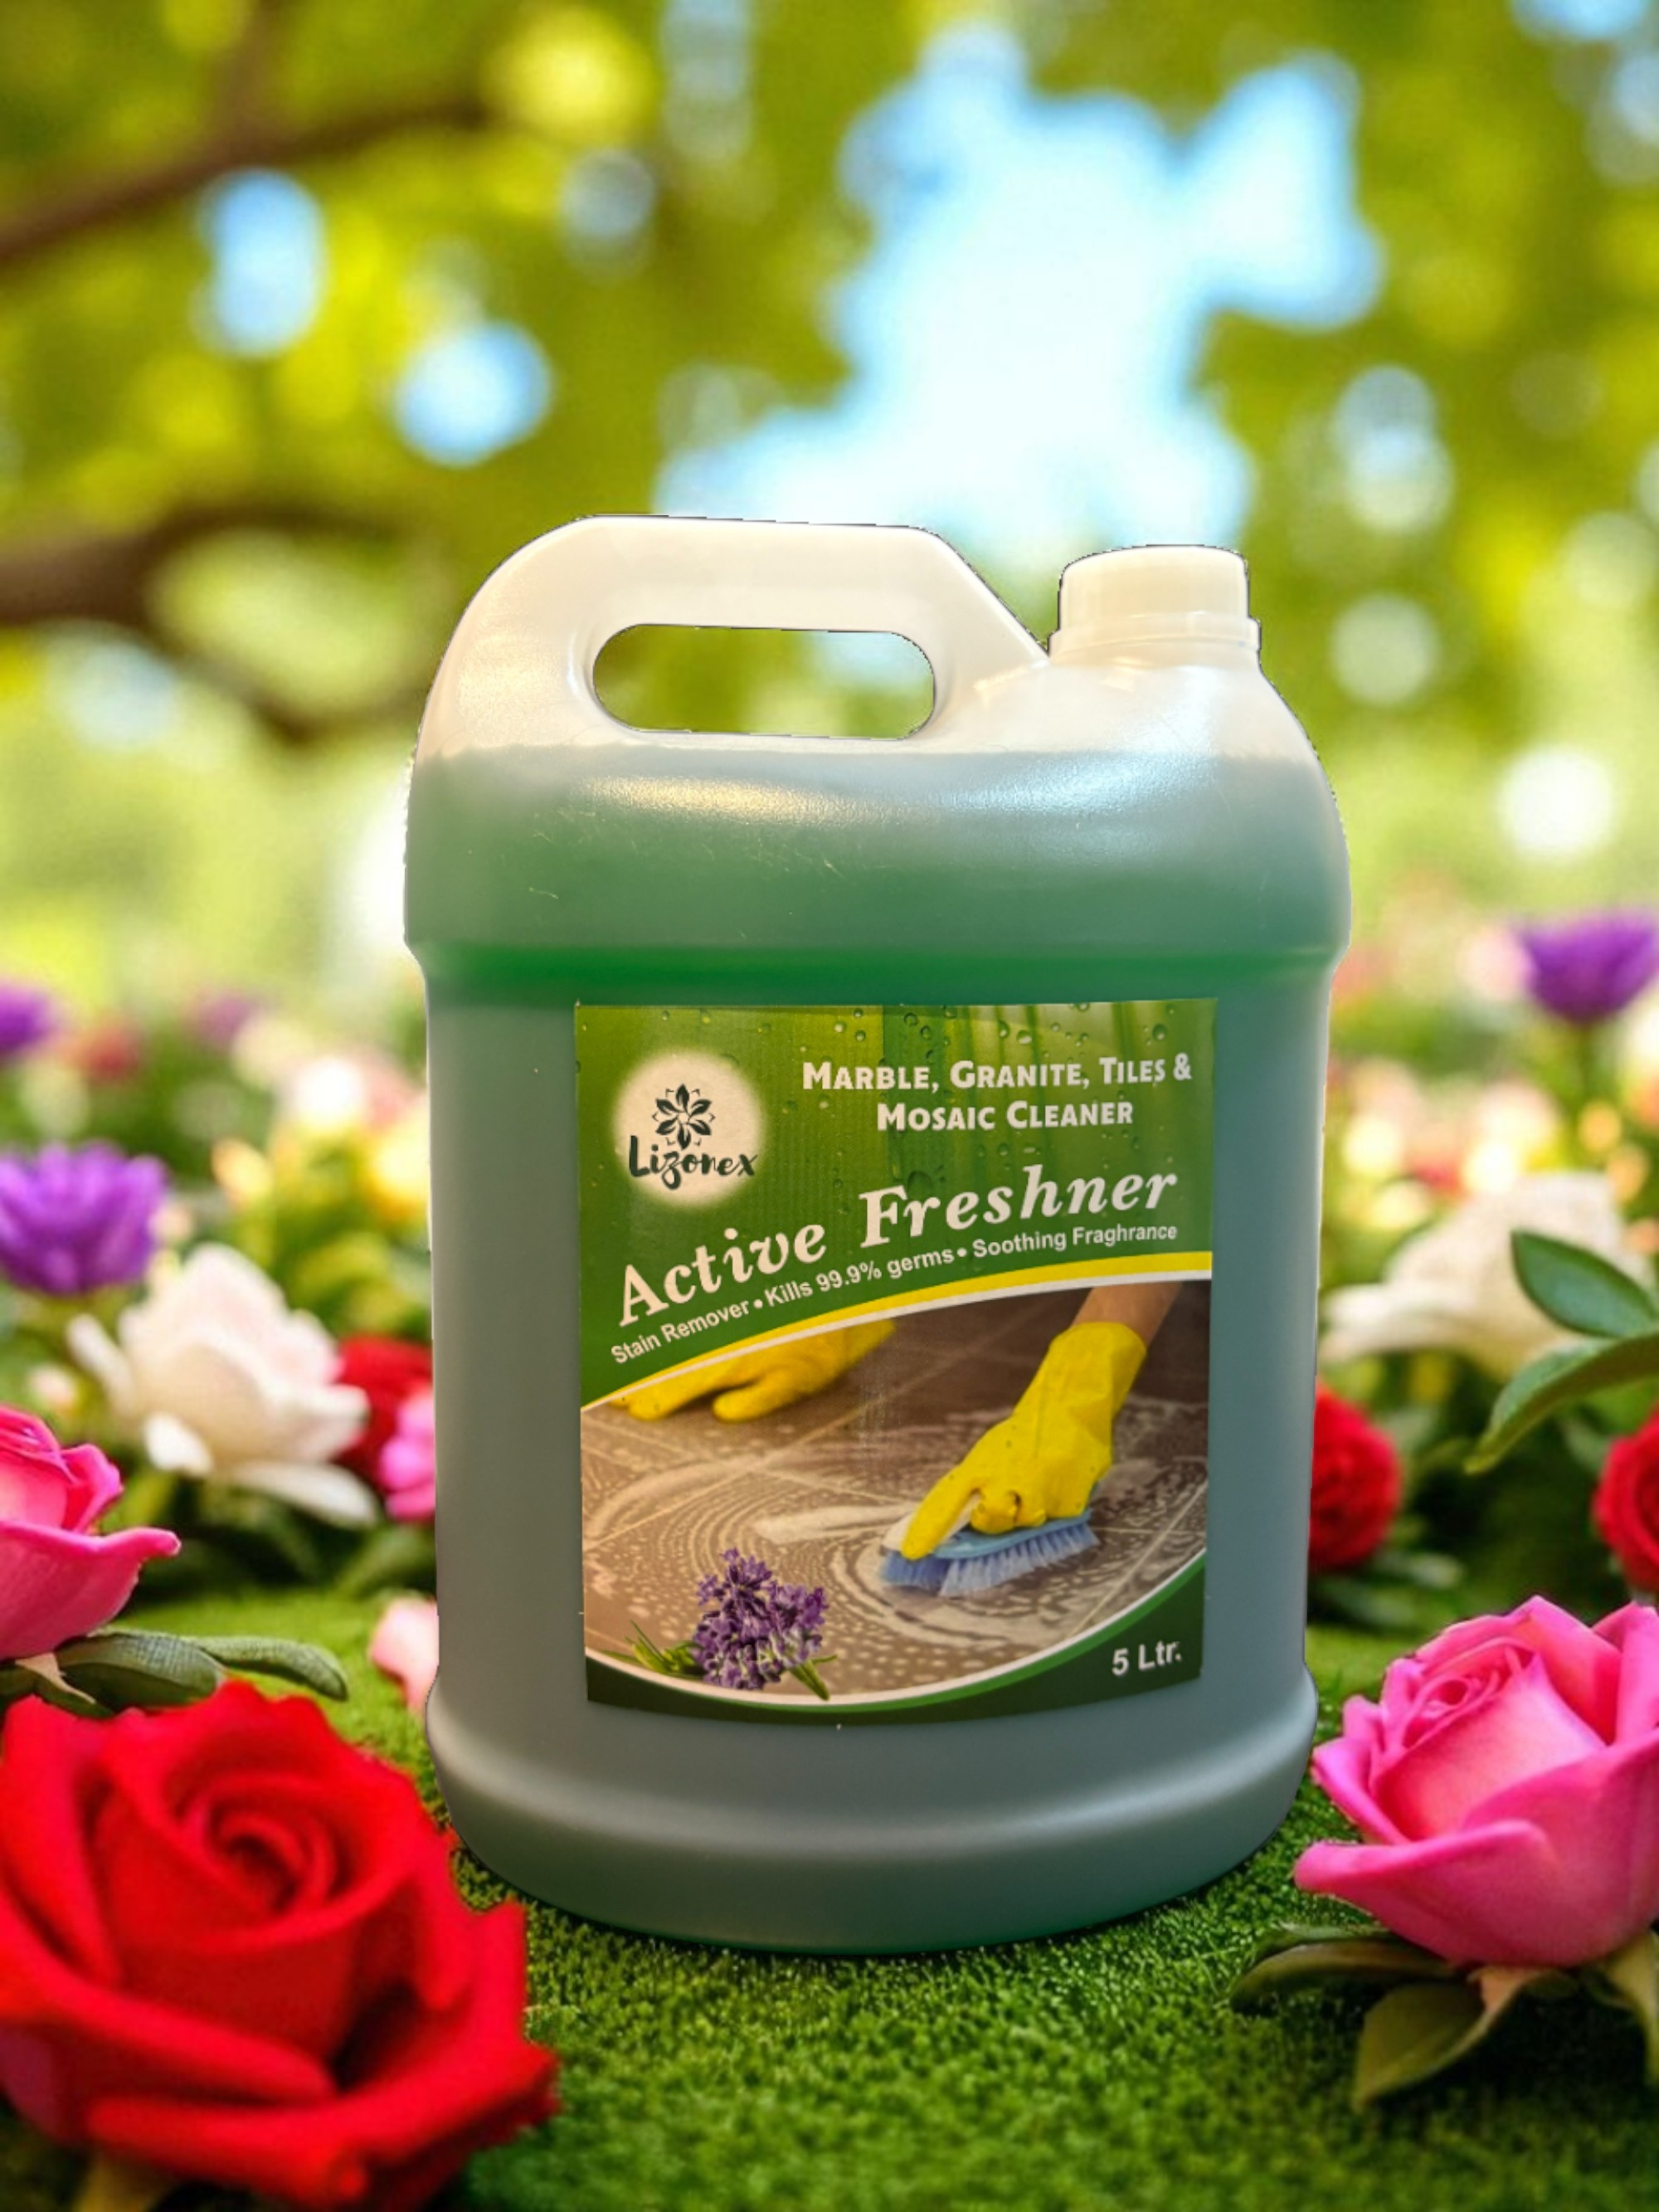 Lizonex
MARBLE, GRANITE, TILES &
MOSAIC CLEANER
Active Freshner
Stain Remover • Kills 99.9% germs • Soothing Fraghrance
5 Ltr.